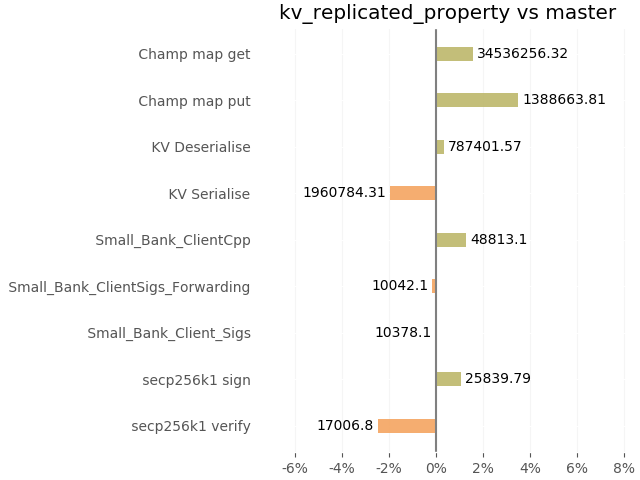 kv_replicated_property vs master
Champ map get 34536256.32
Champ map put 1388663.81
KV Deserialise 787401.57
KV Serialise 1960784.31
Small_Bank_ClientCpp 48813.1
Small_Bank_ClientSigs_Forwarding 10042.1
Small_Bank_Client_Sigs 10378.1
secp256k1 sign 25839.79
secp256k1 verify 17006.8
-6% -4% -2% 0% 2% 4% 6% 8%